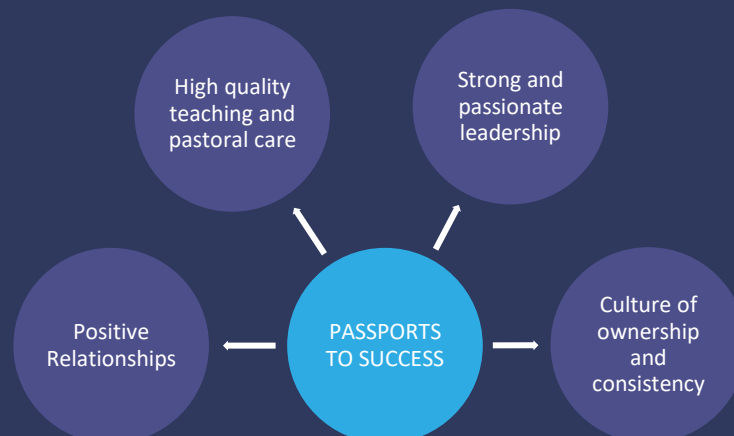 High quality
teaching and
pastoral care
Strong and
passionate
leadership
Positive
Relationships
PASSPORTS
TO SUCCESS
Culture of
ownership
and
consistency